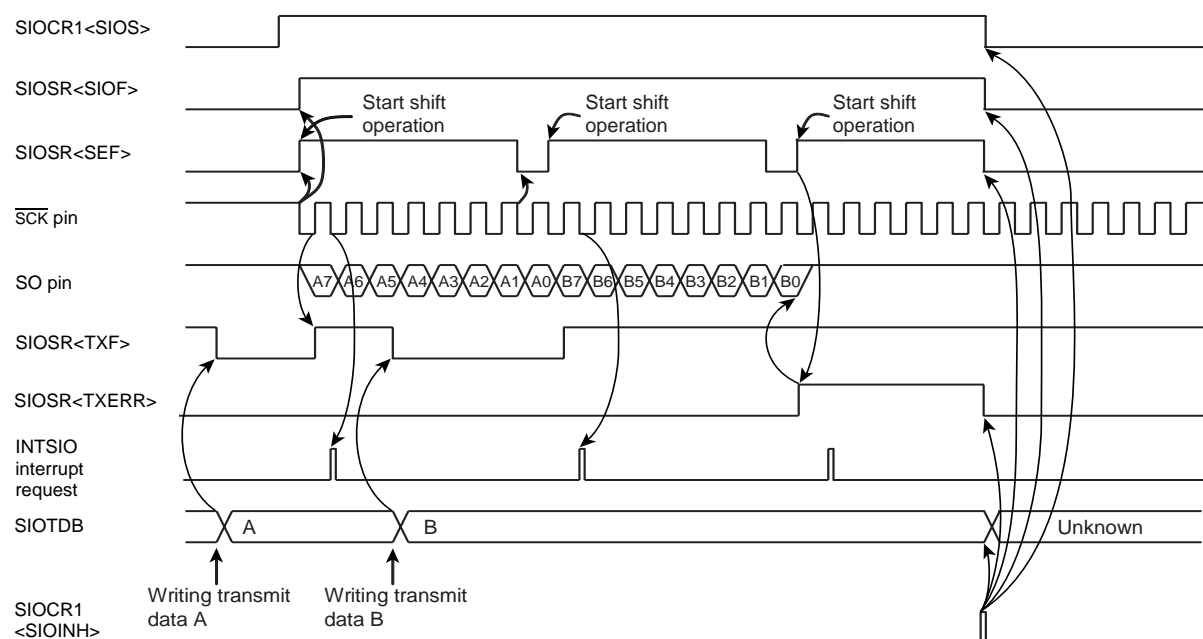 SIOCR1<SIOS>
SIOSR<SIOF>
Start shift
operation
Start shift
operation
Start shift
operation
SIOSR<SEF>
SCK pin
SO pin
A7 A6 A5 A4 A3 A2 A1 A0 B7 B6 B5 B4 B3 B2 B1 B0
SIOSR<TXF>
SIOSR<TXERR>
INTSIO
interrupt
request
SIOTDB
A
B
Unknown
Writing transmit
data A
Writing transmit
data B
SIOCR1
<SIOINH>